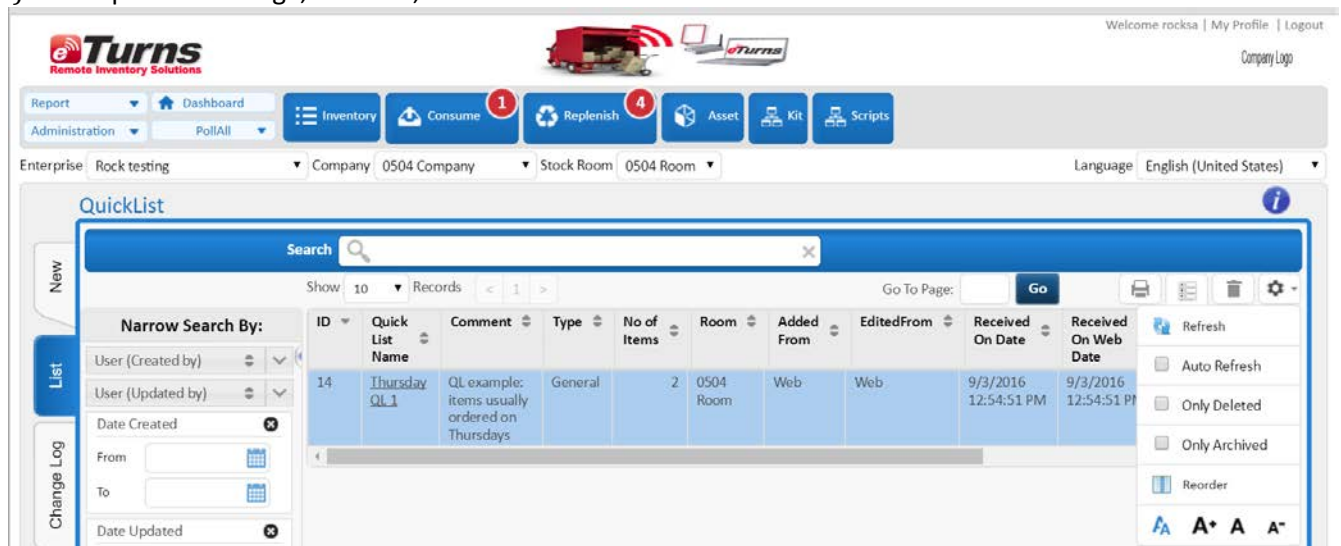 Welcome rocksa | My Profile | Logout
eTurns
Remote Inventory Solutions
eTurns
Company Logo
Report
Dashboard
Administration
PollAll
Inventory
Consume 1
Replenish 4
Asset
Kit
Scripts
Enterprise Rock testing Company 0504 Company Stock Room 0504 Room Language English (United States)
QuickList
New
List
Change Log
Search
Show 10 Records < 1 > Go To Page: Go
Narrow Search By:
User (Created by)
User (Updated by)
Date Created
From
To
Date Updated
ID Quick List Name Comment Type No of Items Room Added From EditedFrom Received On Date Received On Web Date
14 Thursday QL 1 QL example: items usually ordered on Thursdays General 2 0504 Room Web Web 9/3/2016 12:54:51 PM 9/3/2016 12:54:51
Refresh
Auto Refresh
Only Deleted
Only Archived
Reorder
AA A+ A A-